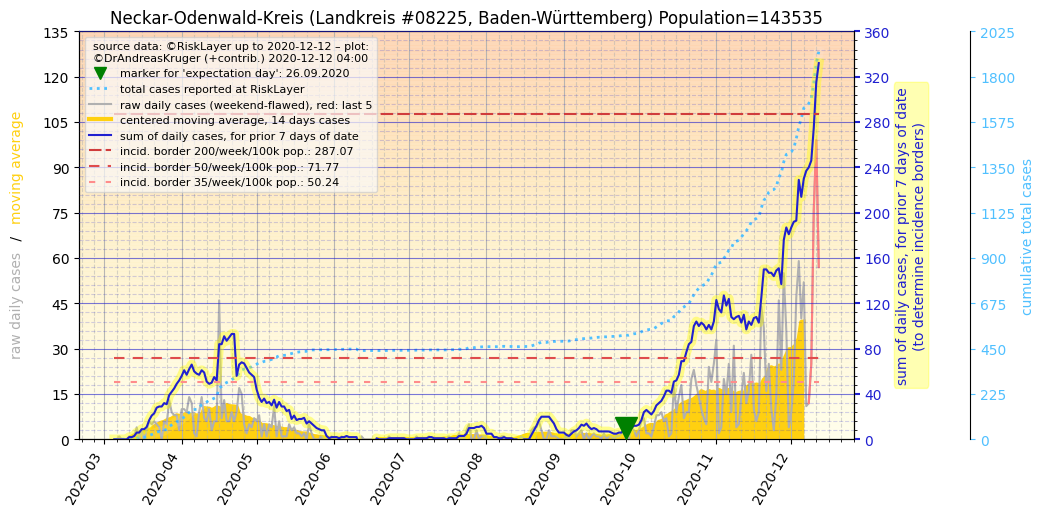 Neckar-Odenwald-Kreis (Landkreis #08225, Baden-Württemberg) Population=143535
source data: ©RiskLayer up to 2020-12-12 – plot:
©DrAndreasKruger (+contrib.) 2020-12-12 04:00
marker for 'expectation day': 26.09.2020
total cases reported at RiskLayer
raw daily cases (weekend-flawed), red: last 5
centered moving average, 14 days cases
sum of daily cases, for prior 7 days of date
incid. border 200/week/100k pop.: 287.07
incid. border 50/week/100k pop.: 71.77
incid. border 35/week/100k pop.: 50.24
raw daily cases / moving average
135
120
105
90
75
60
45
30
15
0
2020-03
2020-04
2020-05
2020-06
2020-07
2020-08
2020-09
2020-10
2020-11
2020-12
360
320
280
240
200
160
120
80
40
0
sum of daily cases, for prior 7 days of date
(to determine incidence borders)
2025
1800
1575
1350
1125
900
675
450
225
0
cumulative total cases